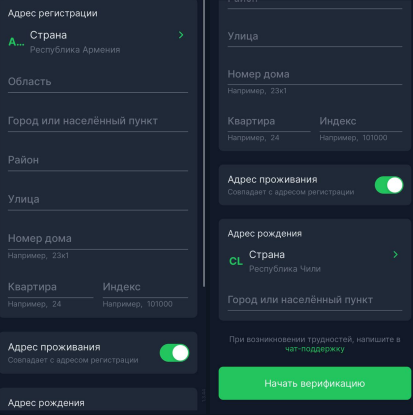 Адрес регистрации
A...
Страна
Республика Армения
Область
Город или населённый пункт
Район
Улица
Номер дома
Например, 23к1
Квартира
Индекс
Например, 24
Например, 101000
Адрес проживания
Совпадает с адресом регистрации
Адрес рождения
Район
Улица
Номер дома
Например, 23к1
Квартира
Индекс
Например, 24
Например, 101000
Адрес проживания
Совпадает с адресом регистрации
Адрес рождения
CL
Страна
Республика Чили
Город или населённый пункт
При возникновении трудностей, напишите в
чат-поддержку
Начать верификацию